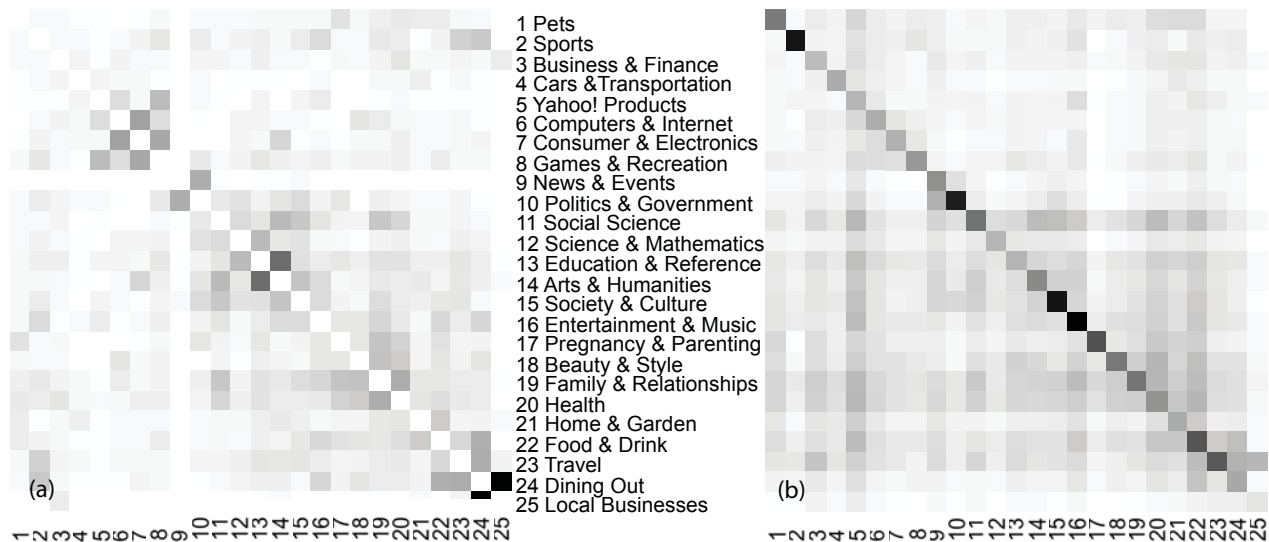 1 Pets
2 Sports
3 Business & Finance
4 Cars &Transportation
5 Yahoo! Products
6 Computers & Internet
7 Consumer & Electronics
8 Games & Recreation
9 News & Events
10 Politics & Government
11 Social Science
12 Science & Mathematics
13 Education & Reference
14 Arts & Humanities
15 Society & Culture
16 Entertainment & Music
17 Pregnancy & Parenting
18 Beauty & Style
19 Family & Relationships
20 Health
21 Home & Garden
22 Food & Drink
23 Travel
24 Dining Out
25 Local Businesses
(a)
(b)
1 2 3 4 5 6 7 8 9 10 11 12 13 14 15 16 17 18 19 20 21 22 23 24 25
1 2 3 4 5 6 7 8 9 10 11 12 13 14 15 16 17 18 19 20 21 22 23 24 25